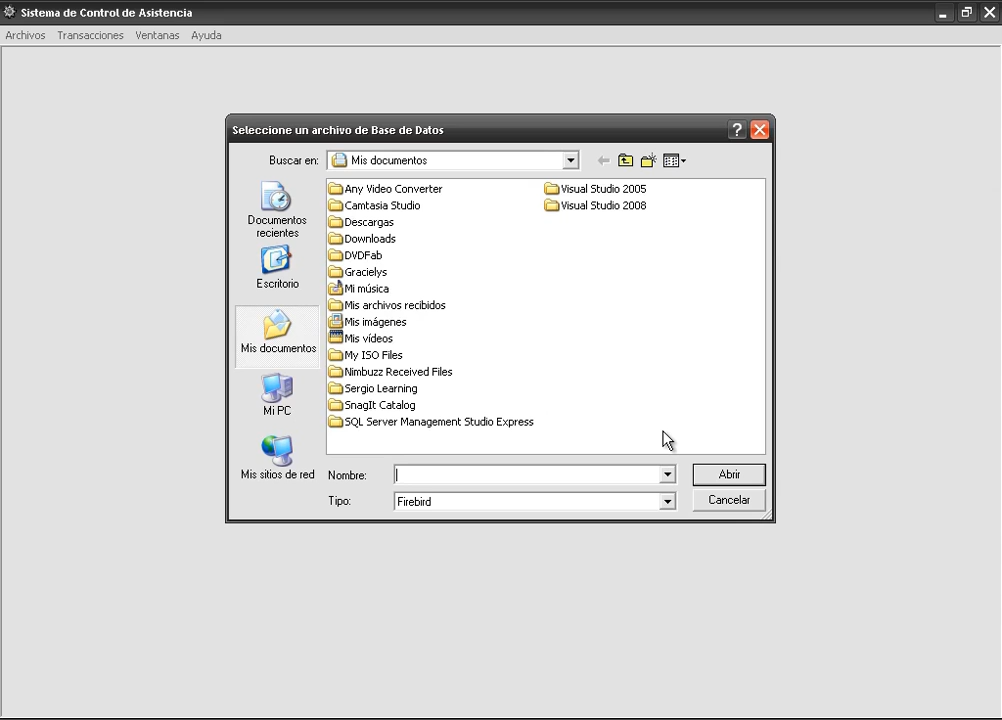 Sistema de Control de Asistencia
Archivos Transacciones Ventanas Ayuda
Seleccione un archivo de Base de Datos
Buscar en: Mis documentos
Documentos
recientes
Escritorio
Mis documentos
Mi PC
Mis sitios de red
Any Video Converter
Camtasia Studio
Descargas
Downloads
DVDFab
Gracielys
Mi música
Mis archivos recibidos
Mis imágenes
Mis vídeos
My ISO Files
Nimbuzz Received Files
Sergio Learning
SnagIt Catalog
SQL Server Management Studio Express
Visual Studio 2005
Visual Studio 2008
Nombre: Abrir
Tipo: Firebird Cancelar